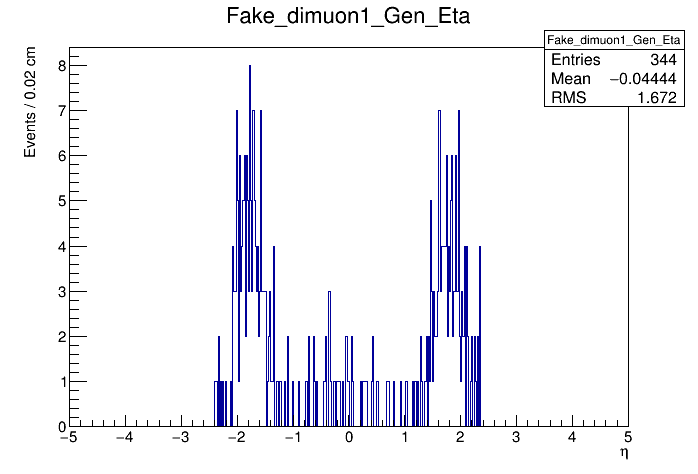 Fake_dimuon1_Gen_Eta
Fake_dimuon1_Gen_Eta
Entries 344
Mean −0.04444
RMS 1.672
Events / 0.02 cm
8
7
6
5
4
3
2
1
0
−5 −4 −3 −2 −1 0 1 2 3 4 5
η